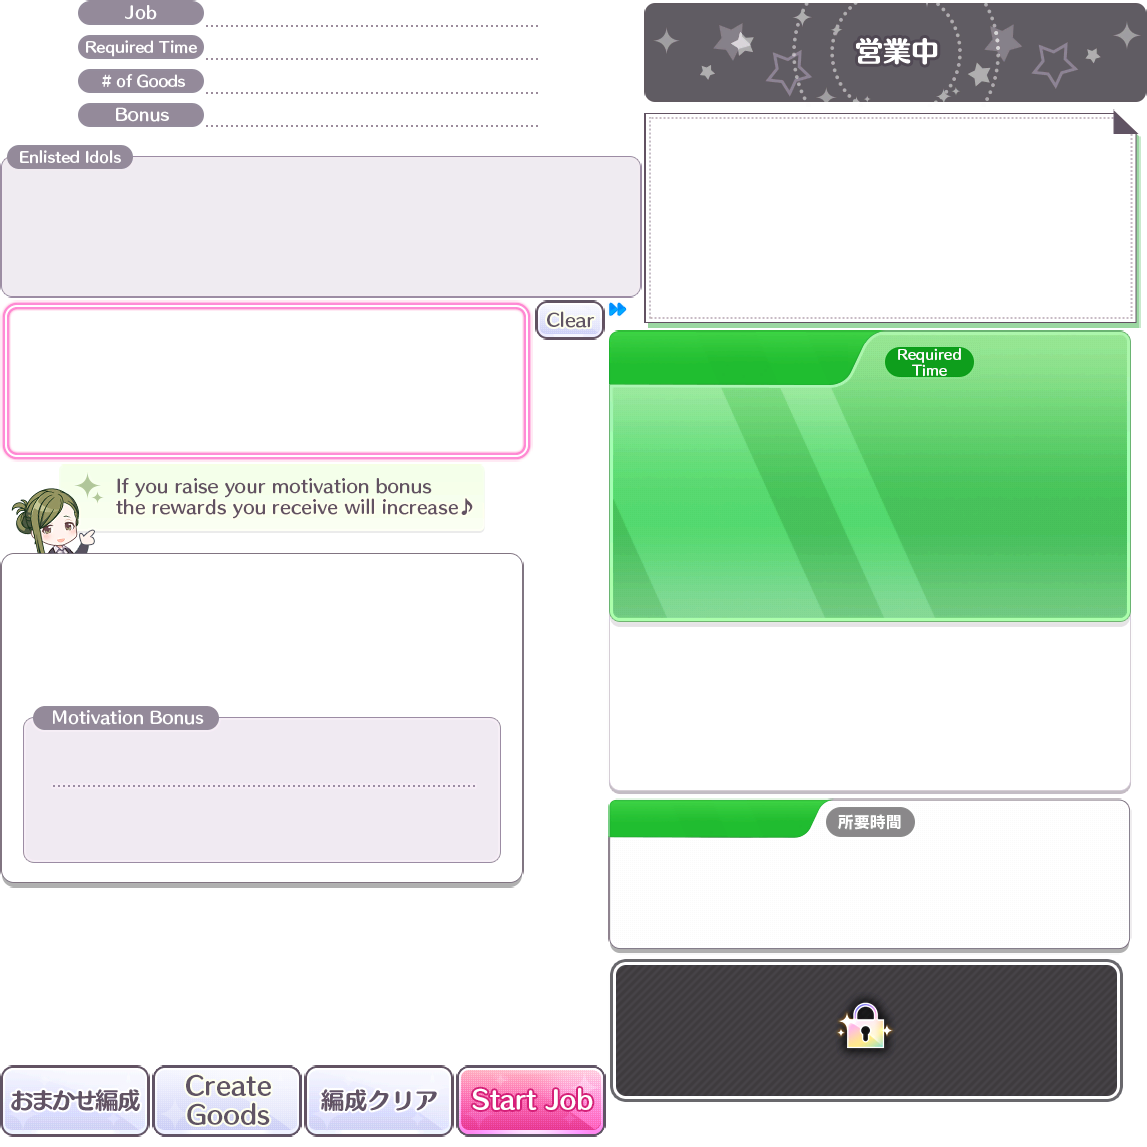 Job
Required Time
# of Goods
Bonus
Enlisted Idols
営業中
Clear
Required
Time
If you raise your motivation bonus
the rewards you receive will increase♪
Motivation Bonus
所要時間
おまかせ編成
Create
Goods
編成クリア
Start Job